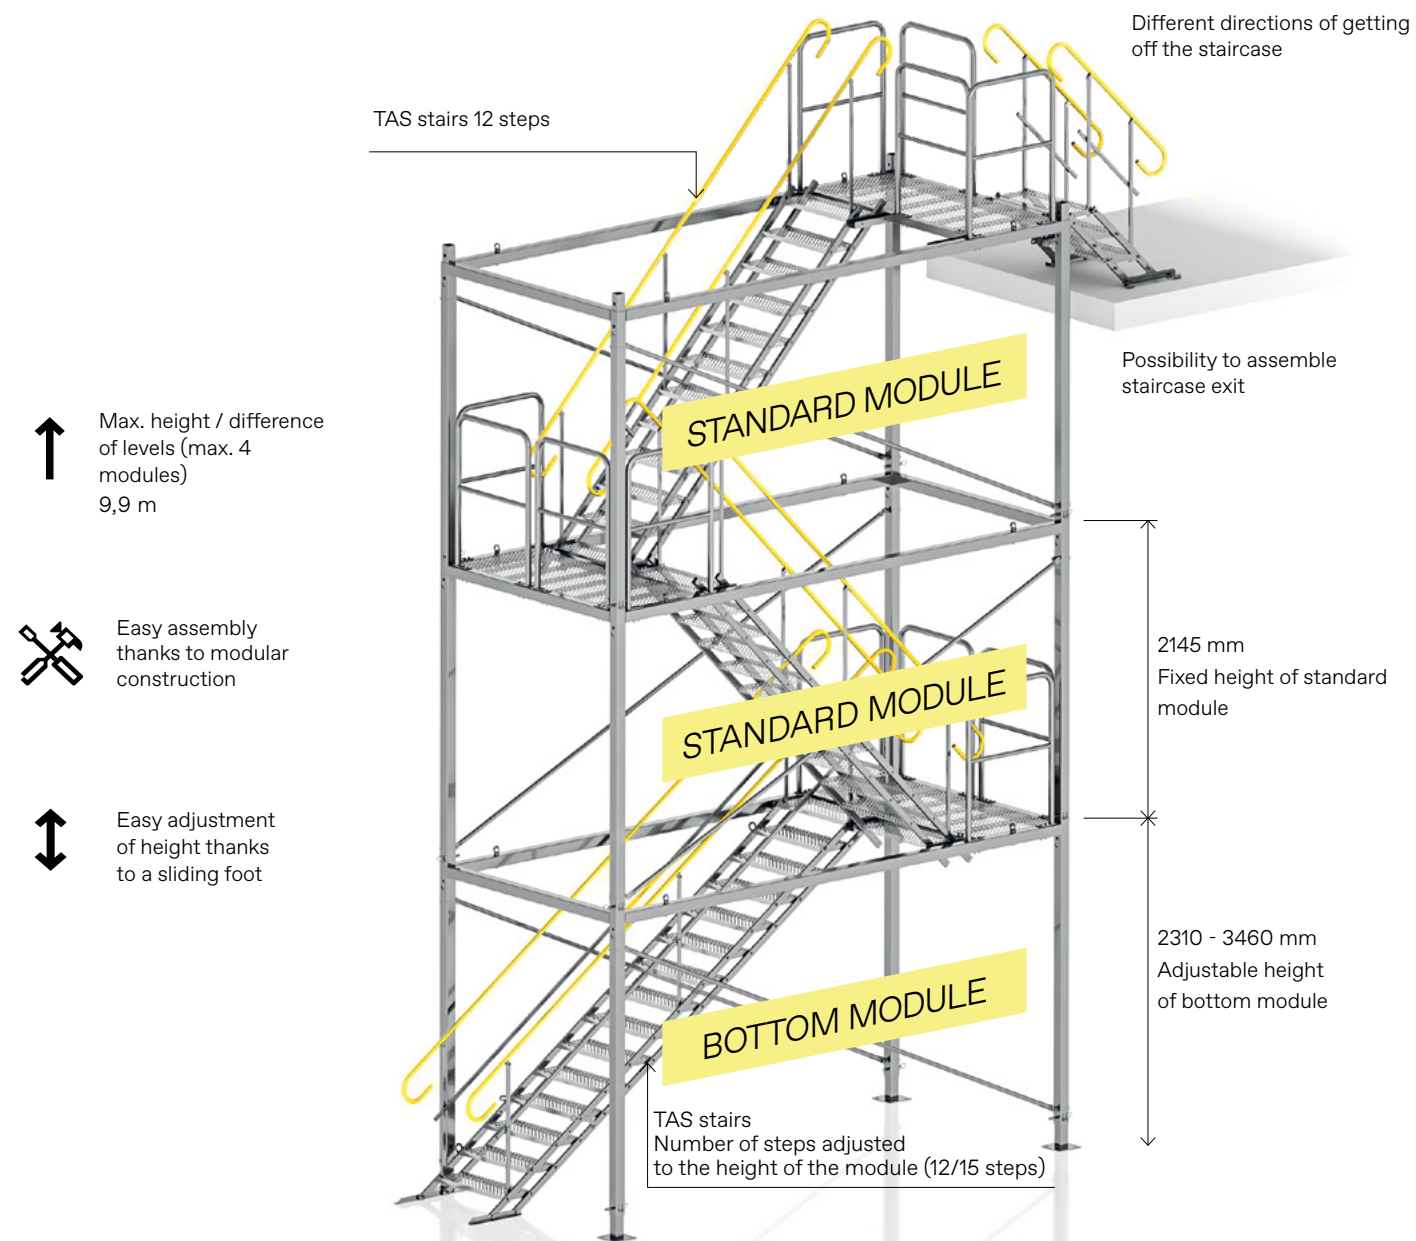 Different directions of getting
off the staircase
TAS stairs 12 steps
STANDARD MODULE
Possibility to assemble
staircase exit
Max. height / difference
of levels (max. 4
modules)
9,9 m
Easy assembly
thanks to modular
construction
2145 mm
Fixed height of standard
module
STANDARD MODULE
Easy adjustment
of height thanks
to a sliding foot
2310 - 3460 mm
Adjustable height
of bottom module
BOTTOM MODULE
TAS stairs
Number of steps adjusted
to the height of the module (12/15 steps)